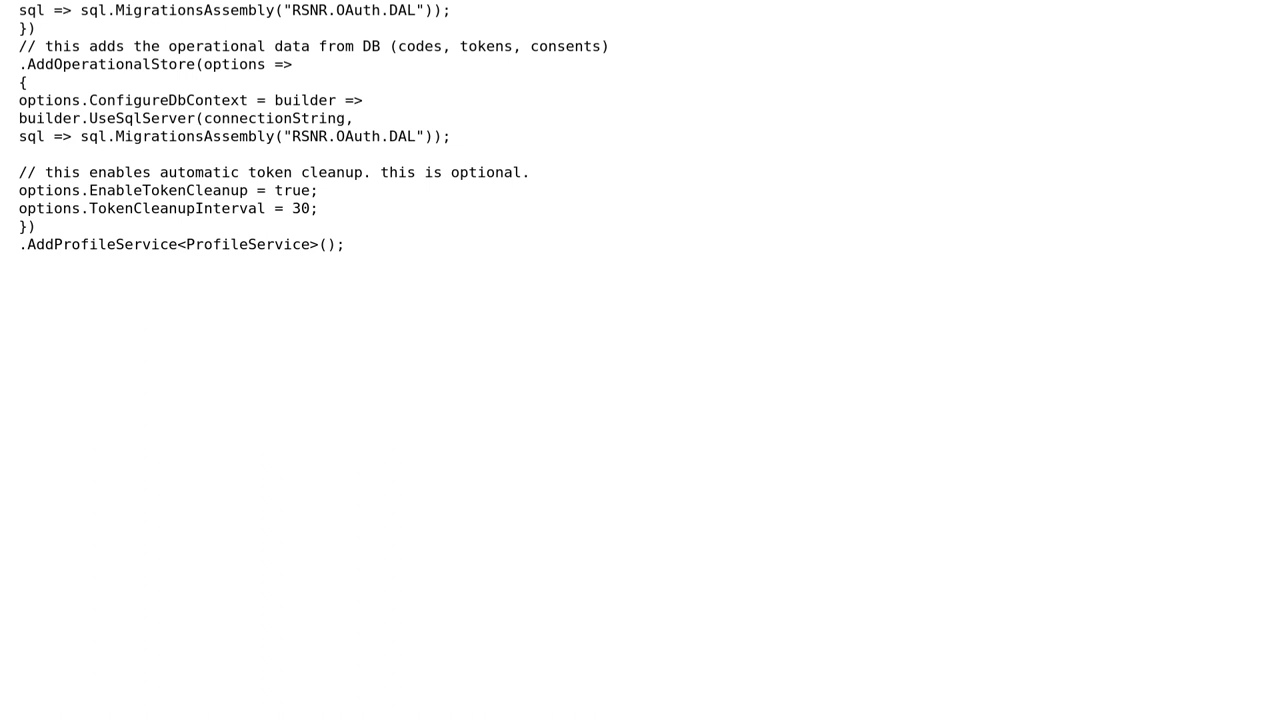 sql => sql.MigrationsAssembly("RSNR.OAuth.DAL"));
})
// this adds the operational data from DB (codes, tokens, consents)
.AddOperationalStore(options =>
{
options.ConfigureDbContext = builder =>
builder.UseSqlServer(connectionString,
sql => sql.MigrationsAssembly("RSNR.OAuth.DAL"));

// this enables automatic token cleanup. this is optional.
options.EnableTokenCleanup = true;
options.TokenCleanupInterval = 30;
})
.AddProfileService<ProfileService>();